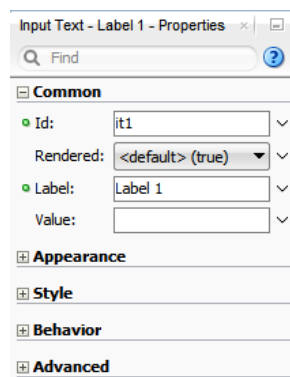 Input Text - Label 1 - Properties
Find
Common
Id: it1
Rendered: <default> (true)
Label: Label 1
Value:
Appearance
Style
Behavior
Advanced